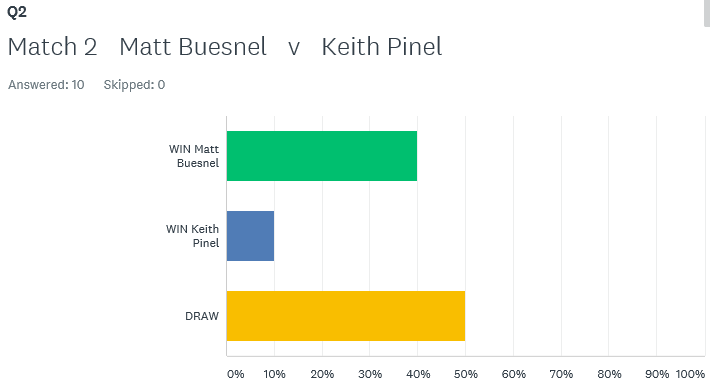 Q2
Match 2 Matt Buesnel v Keith Pinel
Answered: 10 Skipped: 0
WIN Matt
Buesnel
WIN Keith
Pinel
DRAW
0% 10% 20% 30% 40% 50% 60% 70% 80% 90% 100%